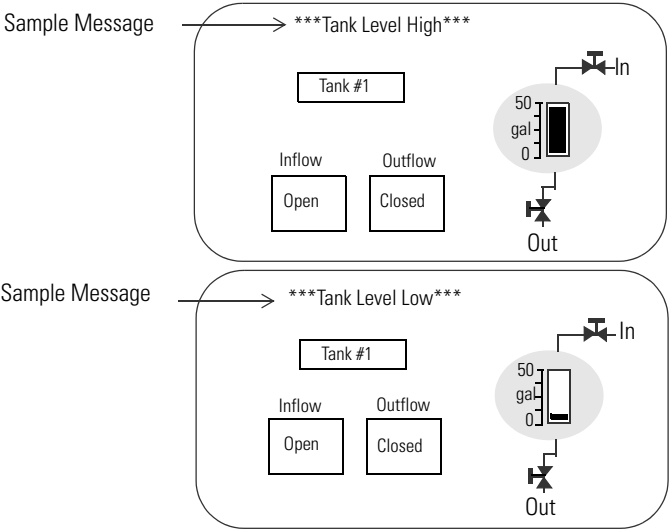 Sample Message
***Tank Level High***
In
Tank #1
50
gal
0
Inflow Outflow
Open Closed
Out
Sample Message
***Tank Level Low***
In
Tank #1
50
gal
0
Inflow Outflow
Open Closed
Out